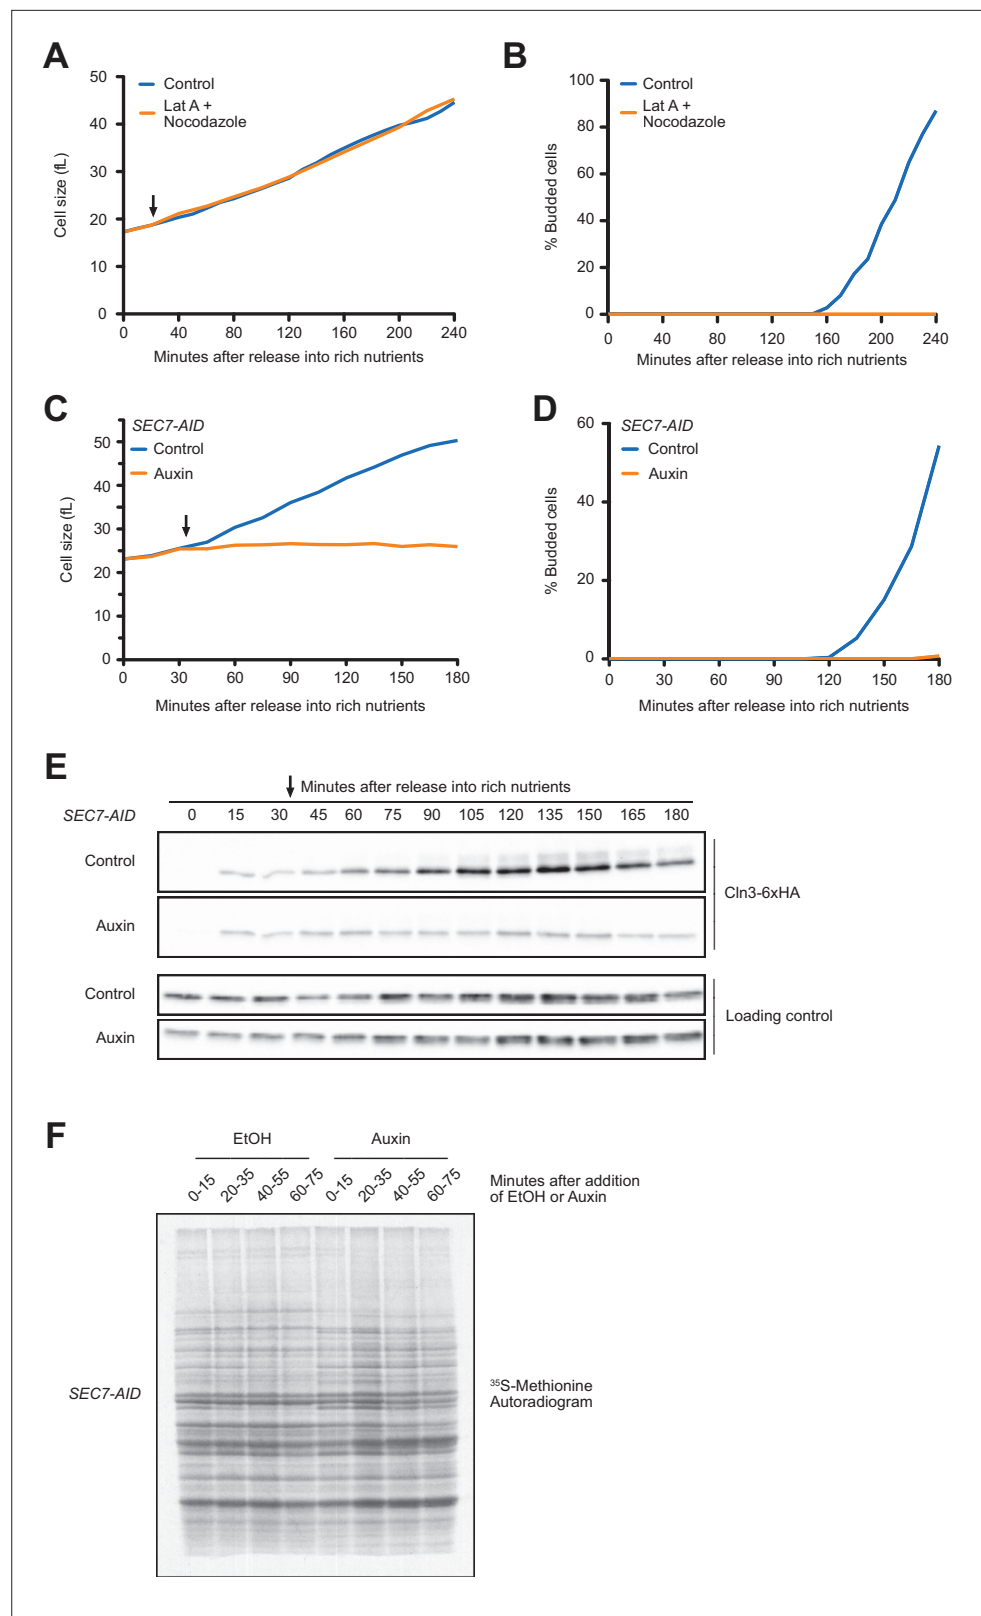 A
50
40
30
20
10
0
Cell size (fL)
Control
Lat A +
Nocodazole
0 40 80 120 160 200 240
Minutes after release into rich nutrients
B
100
80
60
40
20
0
% Budded cells
Control
Lat A +
Nocodazole
0 40 80 120 160 200 240
Minutes after release into rich nutrients
C
SEC7-AID
50
40
30
20
10
0
Cell size (fL)
Control
Auxin
0 30 60 90 120 150 180
Minutes after release into rich nutrients
D
SEC7-AID
60
40
20
0
% Budded cells
Control
Auxin
0 30 60 90 120 150 180
Minutes after release into rich nutrients
E
Minutes after release into rich nutrients
SEC7-AID 0 15 30 45 60 75 90 105 120 135 150 165 180
Control
Auxin
Cln3-6xHA
Control
Auxin
Loading control
F
EtOH Auxin
0-15 20-35 40-55 60-75 0-15 20-35 40-55 60-75
Minutes after addition
of EtOH or Auxin
SEC7-AID
35S-Methionine
Autoradiogram